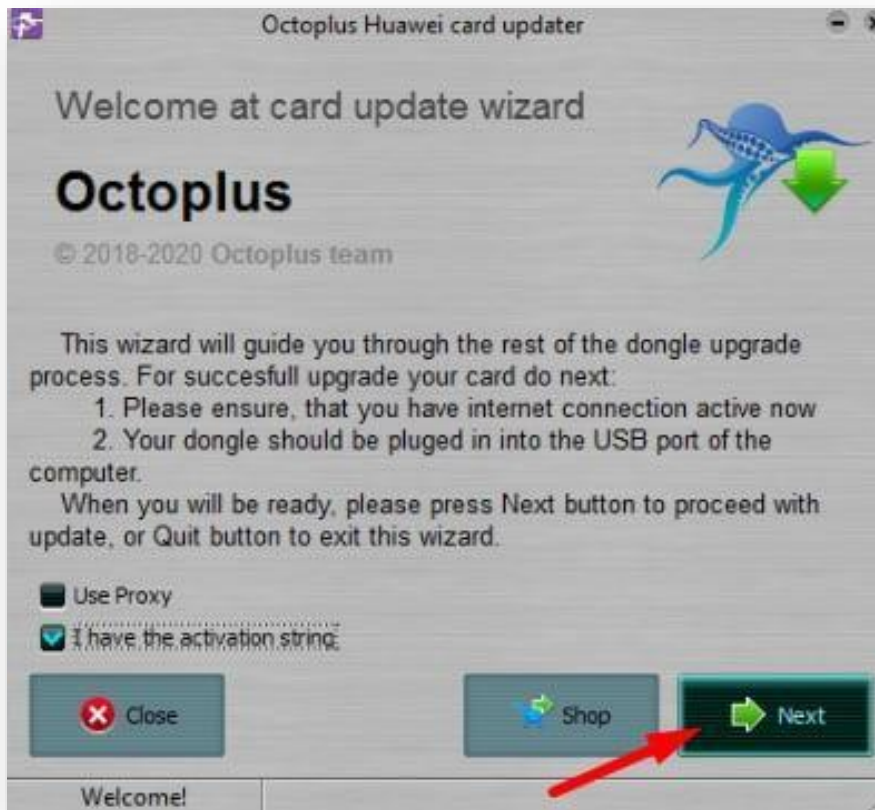 Octoplus Huawei card updater
Welcome at card update wizard
Octoplus
© 2018-2020 Octoplus team
This wizard will guide you through the rest of the dongle upgrade
process. For succesfull upgrade your card do next:
1. Please ensure, that you have internet connection active now
2. Your dongle should be pluged in into the USB port of the
computer.
When you will be ready, please press Next button to proceed with
update, or Quit button to exit this wizard.
Use Proxy
I have the activation string
Close
Shop
Next
Welcome!